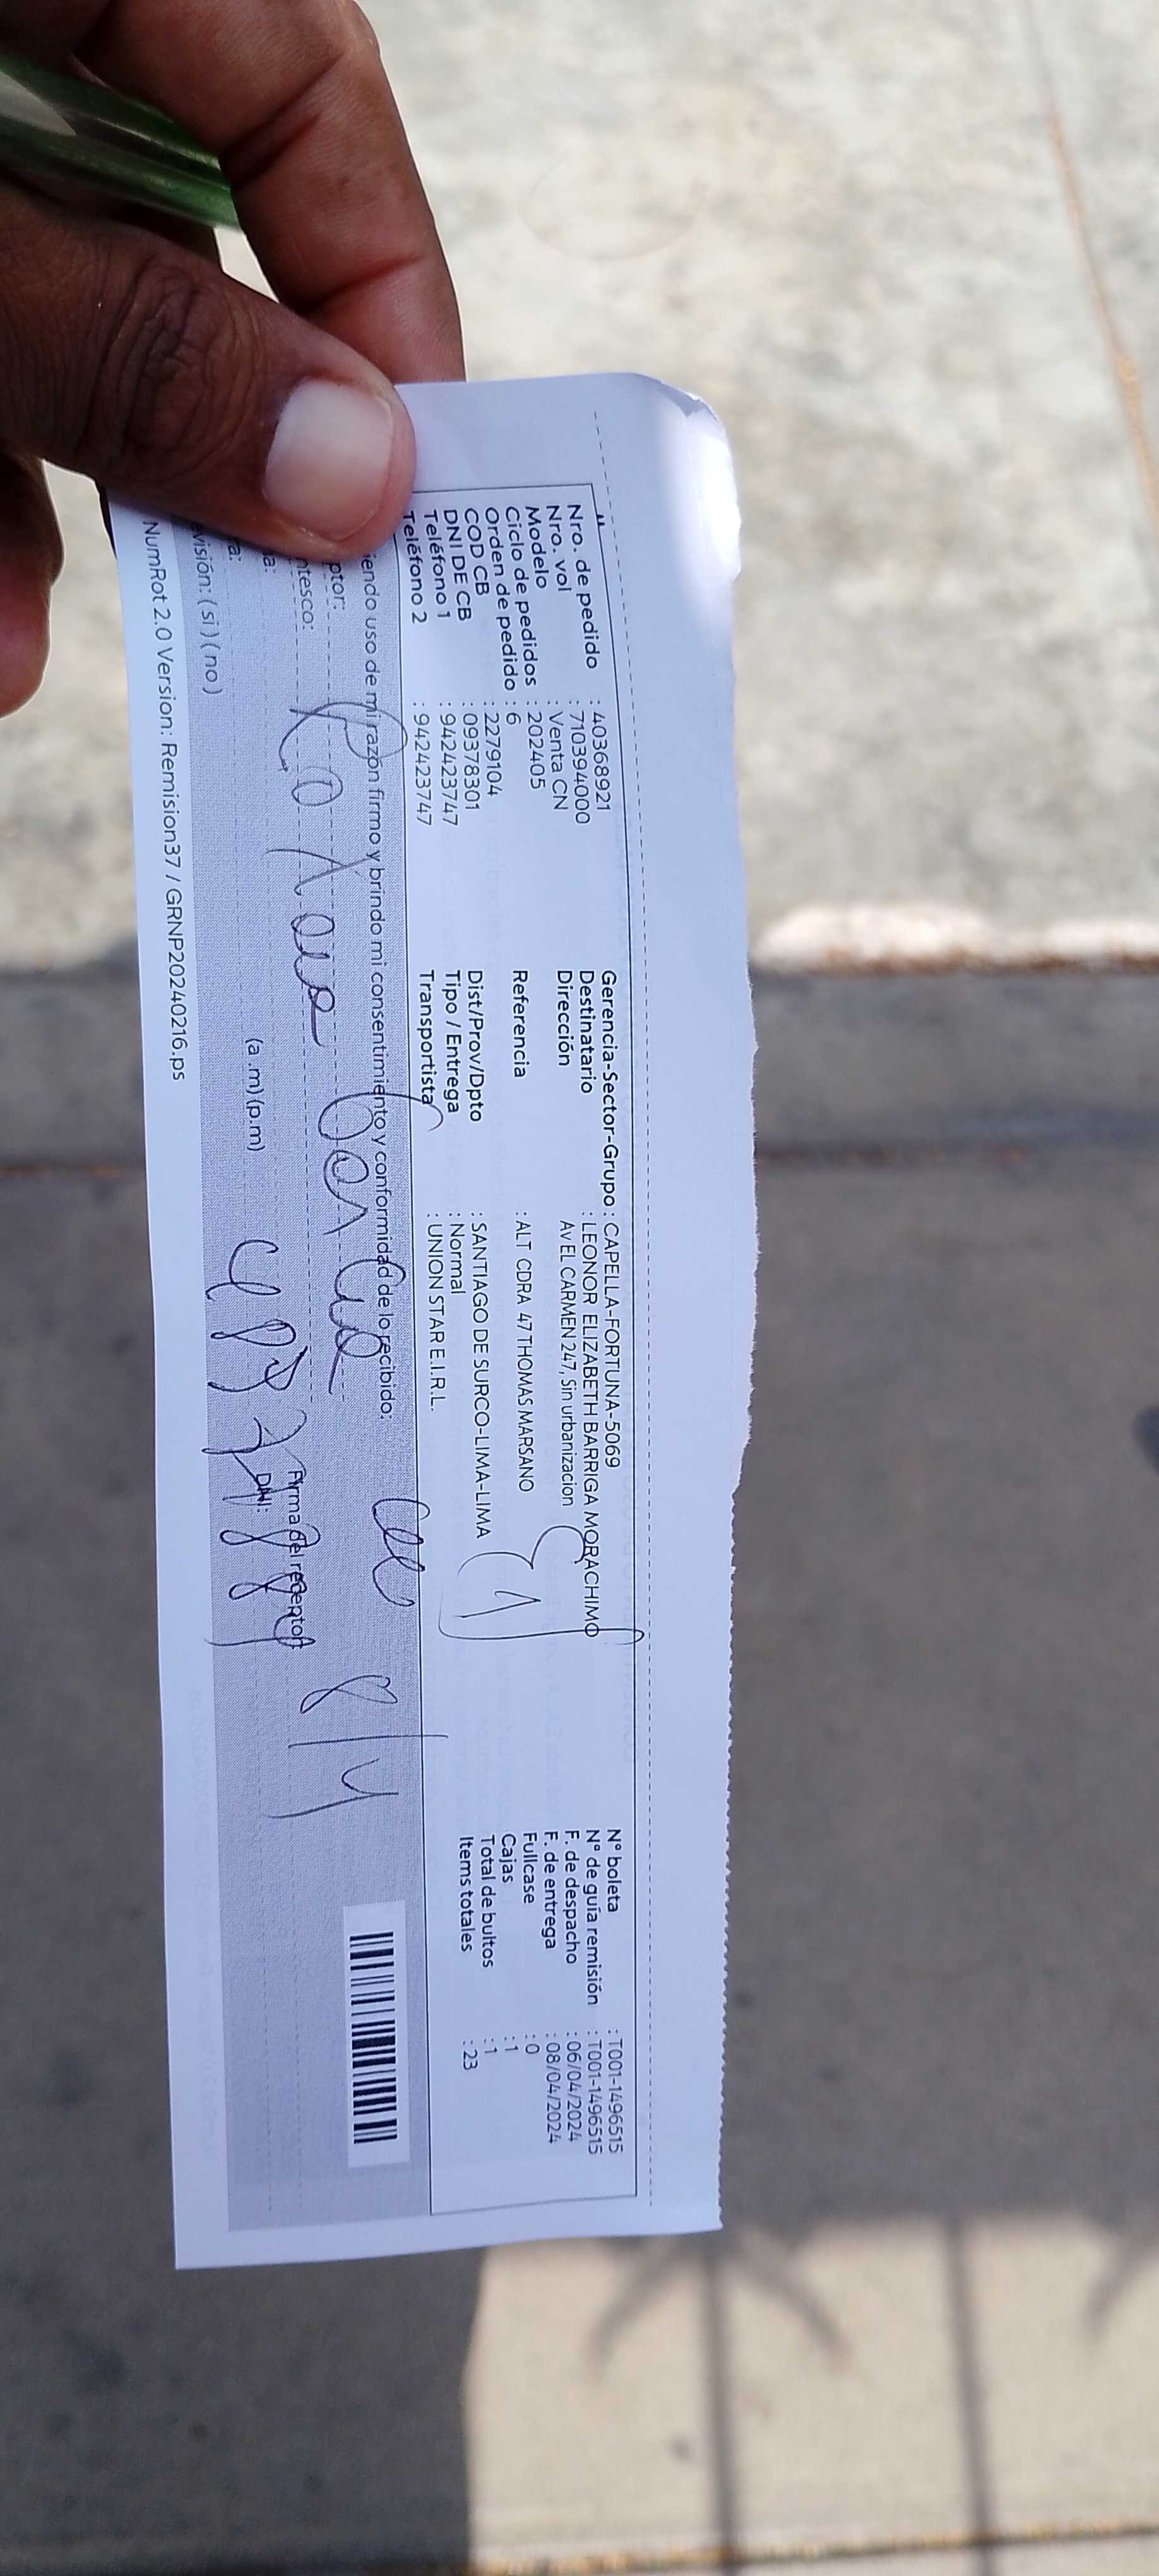 Nro. de pedido : 40368921
Nro. vol : 710394000
Modelo : Venta CN
Ciclo de pedidos : 202405
Orden de pedido : 6
COD CB : 2279104
DNI DE CB : 09378301
Teléfono 1 : 942423747
Teléfono 2 : 942423747
Gerencia-Sector-Grupo : CAPELLA-FORTUNA-5069
Destinatario : LEONOR ELIZABETH BARRIGA MORACHIMO
Dirección Av EL CARMEN 247, Sin urbanizacion
Referencia : ALT CDRA 47 THOMAS MARSANO
Dist/Prov/Dpto : SANTIAGO DE SURCO-LIMA-LIMA
Tipo / Entrega : Normal
Transportista : UNION STAR E.I.R.L.
N° boleta : T001-1496515
N° de guía remisión : T001-1496515
F. de despacho : 06/04/2024
F. de entrega : 08/04/2024
Fullcase : 0
Cajas : 1
Total de bultos : 1
Items totales : 23
iendo uso de mi razón firmo y brindo mi consentimiento y conformidad de lo recibido:
ptor:
ntesco:
8/4
Firma del receptor
a:
DNI:
a: (a .m) (p.m)
visión: ( si ) ( no )
NumRot 2.0 Version: Remision37 / GRNP20240216.ps